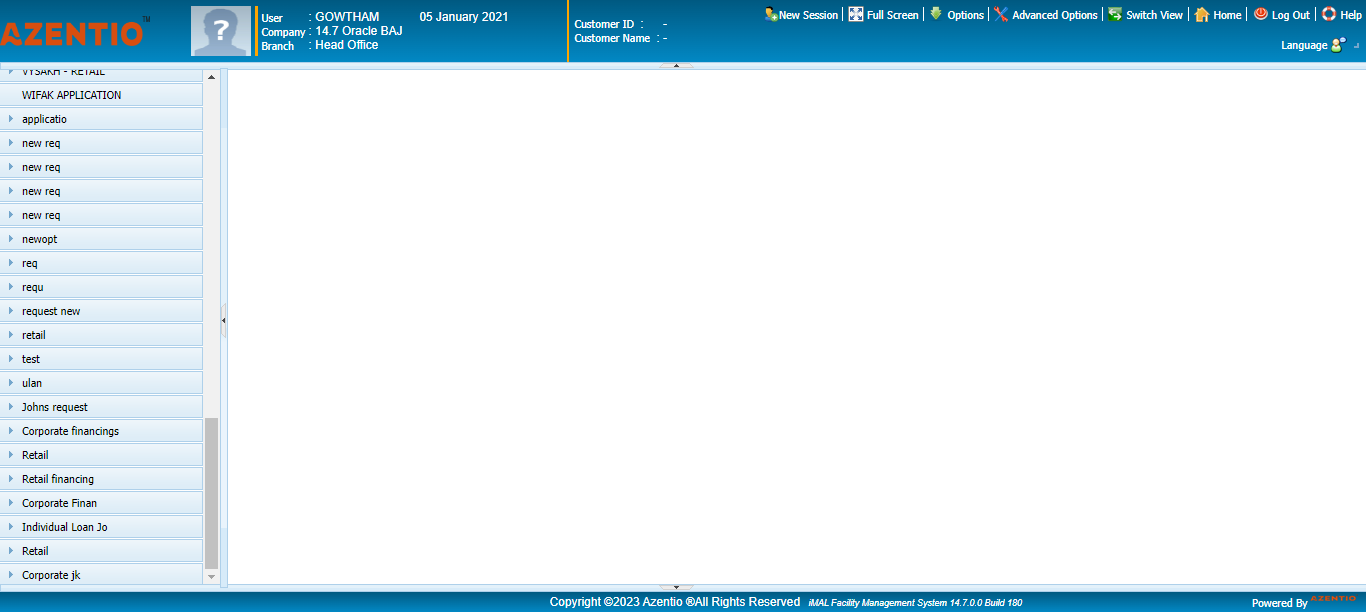 AZENTIO™
?
User : GOWTHAM 05 January 2021
Company : 14.7 Oracle BAJ
Branch : Head Office
Customer ID : -
Customer Name : -
New Session | Full Screen | Options | Advanced Options | Switch View | Home | Log Out | Help
Language
VYSAKH - RETAIL
WIFAK APPLICATION
applicatio
new req
new req
new req
new req
newopt
req
requ
request new
retail
test
ulan
Johns request
Corporate financings
Retail
Retail financing
Corporate Finan
Individual Loan Jo
Retail
Corporate jk
Copyright ©2023 Azentio ®All Rights Reserved iMAL Facility Management System 14.7.0.0 Build 180
Powered By AZENTIO